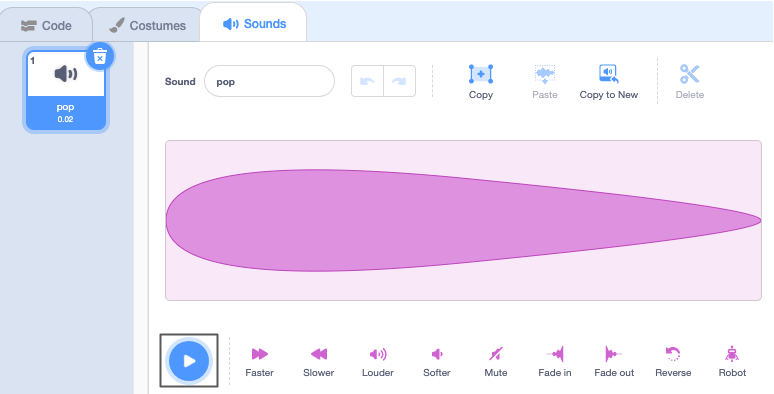 Code
Costumes
Sounds
1
pop
0.02
Sound
pop
Copy
Paste
Copy to New
Delete
Faster
Slower
Louder
Softer
Mute
Fade in
Fade out
Reverse
Robot